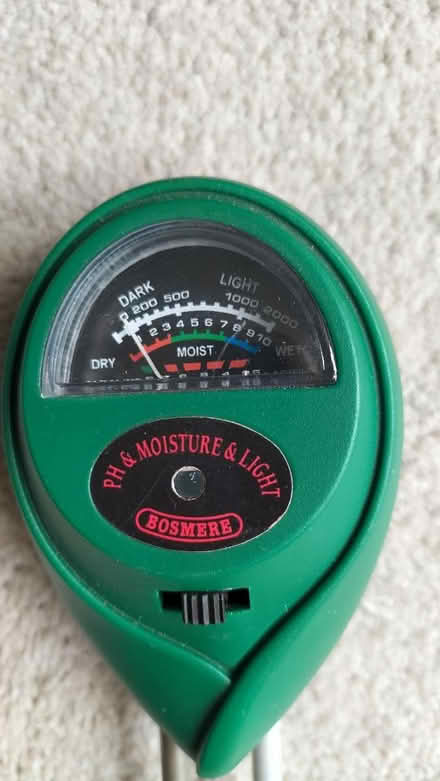 DARK LIGHT
0 200 500 1000 2000
2 3 4 5 6 7 8 9 10
DRY MOIST WET
PH & MOISTURE & LIGHT
BOSMERE